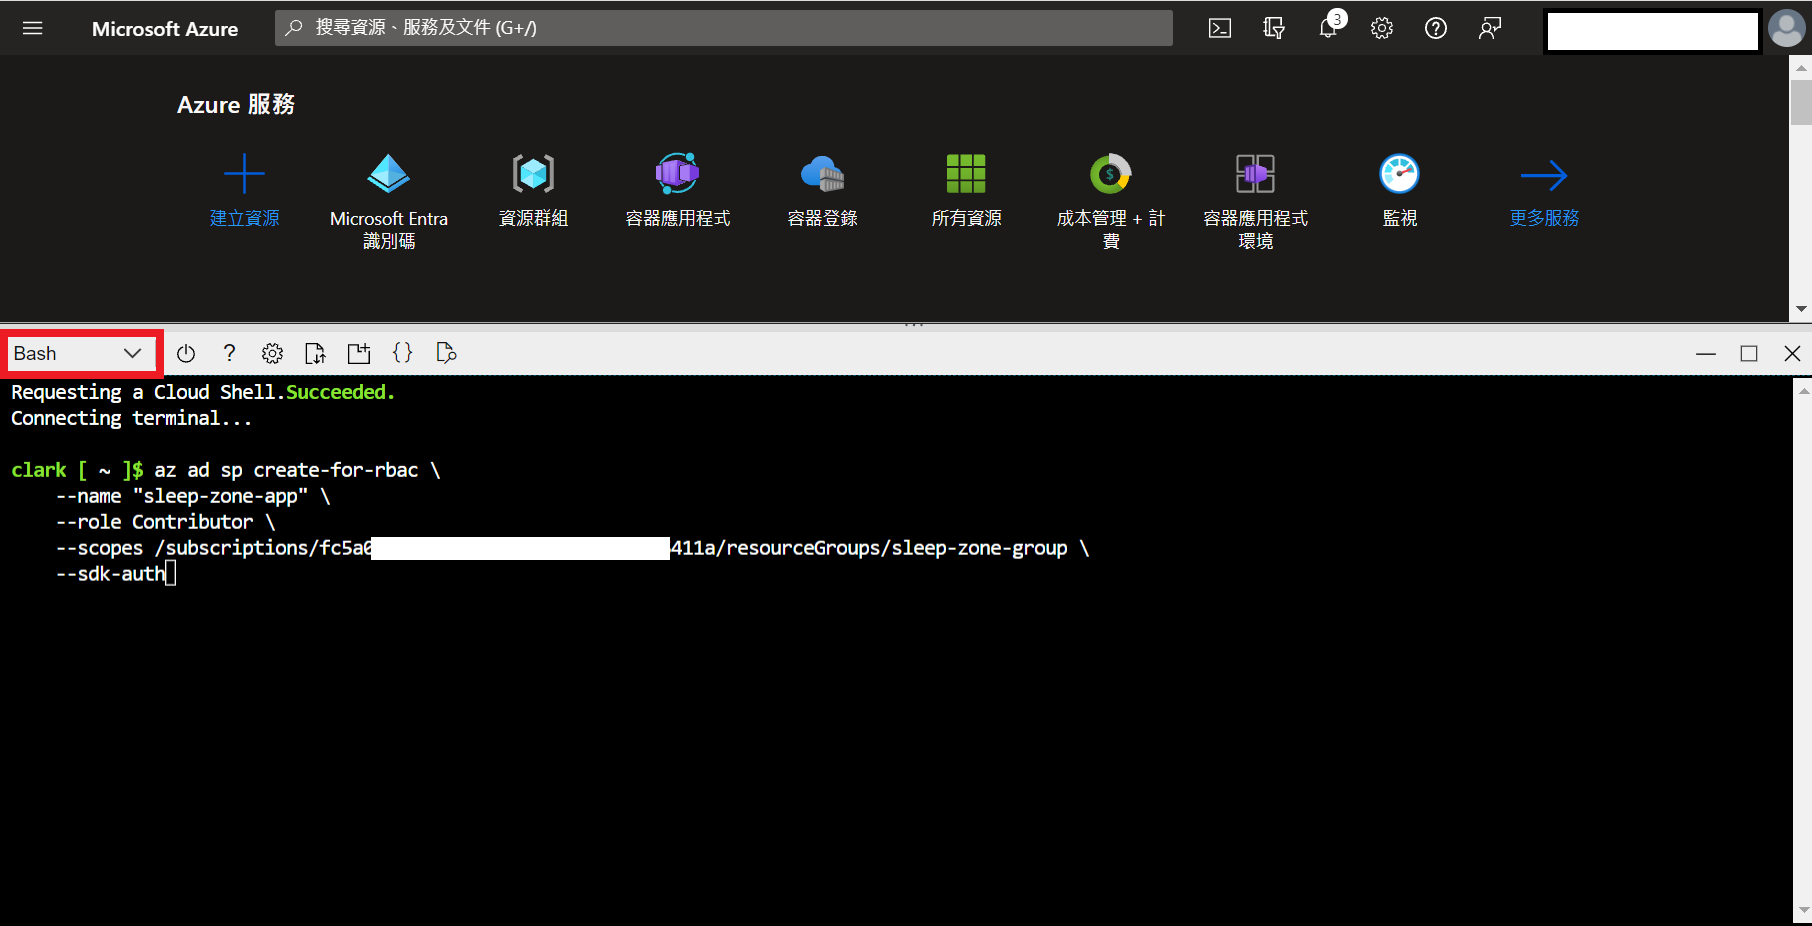 Microsoft Azure
搜尋資源、服務及文件 (G+/)
3
Azure 服務
建立資源
Microsoft Entra
識別碼
資源群組
容器應用程式
容器登錄
所有資源
成本管理 + 計
費
容器應用程式
環境
監視
更多服務
Bash
Requesting a Cloud Shell.Succeeded.
Connecting terminal...
clark [ ~ ]$ az ad sp create-for-rbac \
--name "sleep-zone-app" \
--role Contributor \
--scopes /subscriptions/fc5a0 411a/resourceGroups/sleep-zone-group \
--sdk-auth